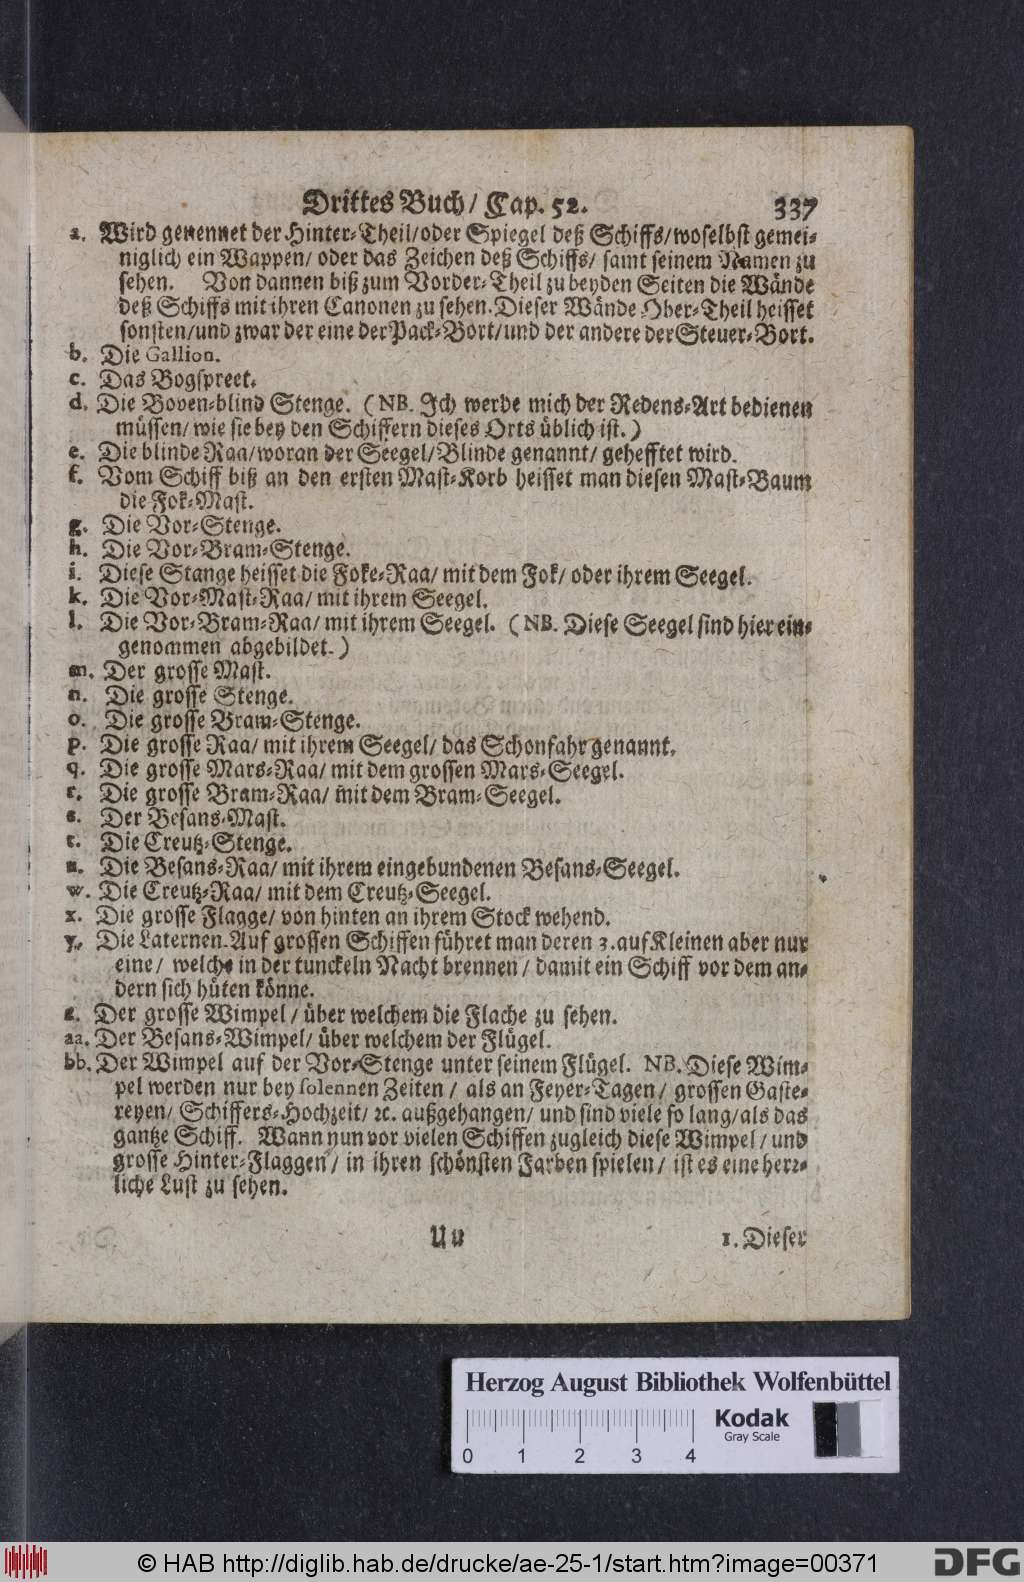 Drittes Buch/ Cap. 52. 337
a. Wird genennet der Hinter-Theil/oder Spiegel deß Schiffs/woselbst gemei-
niglich ein Wappen/ oder das Zeichen deß Schiffs/ samt seinem Namen zu
sehen. Von dannen biß zum Vorder-Theil zu beyden Seiten die Wände
deß Schiffs mit ihren Canonen zu sehen. Dieser Wände Ober-Theil heisset
sonsten/und zwar der eine der Pack-Bort/und der andere der Steuer-Bort.
b. Die Gallion.
c. Das Bogspreet.
d. Die Boven-blind Stenge. (NB. Ich werde mich der Redens-Art bedienen
müssen/ wie sie bey den Schiffern dieses Orts üblich ist.)
e. Die blinde Raa/woran der Seegel/Blinde genannt/ gehefftet wird.
f. Vom Schiff biß an den ersten Mast-Korb heisset man diesen Mast-Baum
die Fok-Mast.
g. Die Vor-Stenge.
h. Die Vor-Bram-Stenge.
i. Diese Stange heisset die Foke-Raa/ mit dem Fok/ oder ihrem Seegel.
k. Die Vor-Mast-Raa/ mit ihrem Seegel.
l. Die Vor-Bram-Raa/ mit ihrem Seegel. (NB. Diese Seegel sind hier ein-
genommen abgebildet.)
m. Der grosse Mast.
n. Die grosse Stenge.
o. Die grosse Bram-Stenge.
p. Die grosse Raa/ mit ihrem Seegel/ das Schonfahr genannt.
q. Die grosse Mars-Raa/ mit dem grossen Mars-Seegel.
r. Die grosse Bram-Raa/ mit dem Bram-Seegel.
s. Der Besans-Mast.
t. Die Creutz-Stenge.
u. Die Besans-Raa/ mit ihrem eingebundenen Besans-Seegel.
w. Die Creutz-Raa/ mit dem Creutz-Seegel.
x. Die grosse Flagge/ von hinten an ihrem Stock wehend.
y. Die Laternen. Auf grossen Schiffen führet man deren 3. auf Kleinen aber nur
eine/ welche in der tunckeln Nacht brennen/ damit ein Schiff vor dem an-
dern sich hüten könne.
z. Der grosse Wimpel/ über welchem die Flache zu sehen.
aa. Der Besans-Wimpel/ über welchem der Flügel.
bb. Der Wimpel auf der Vor-Stenge unter seinem Flügel. NB. Diese Wim-
pel werden nur bey solennen Zeiten/ als an Feyer-Tagen/ grossen Gaste-
reyen/ Schiffers-Hochzeit/ ꝛc. außgehangen/ und sind viele so lang/als das
gantze Schiff. Wann nun vor vielen Schiffen zugleich diese Wimpel/ und
grosse Hinter-Flaggen/ in ihren schönsten Farben spielen/ ist es eine herr-
liche Lust zu sehen.
Uu 1. Dieser
Herzog August Bibliothek Wolfenbüttel
0 1 2 3 4
Kodak
Gray Scale
© HAB http://diglib.hab.de/drucke/ae-25-1/start.htm?image=00371
DFG